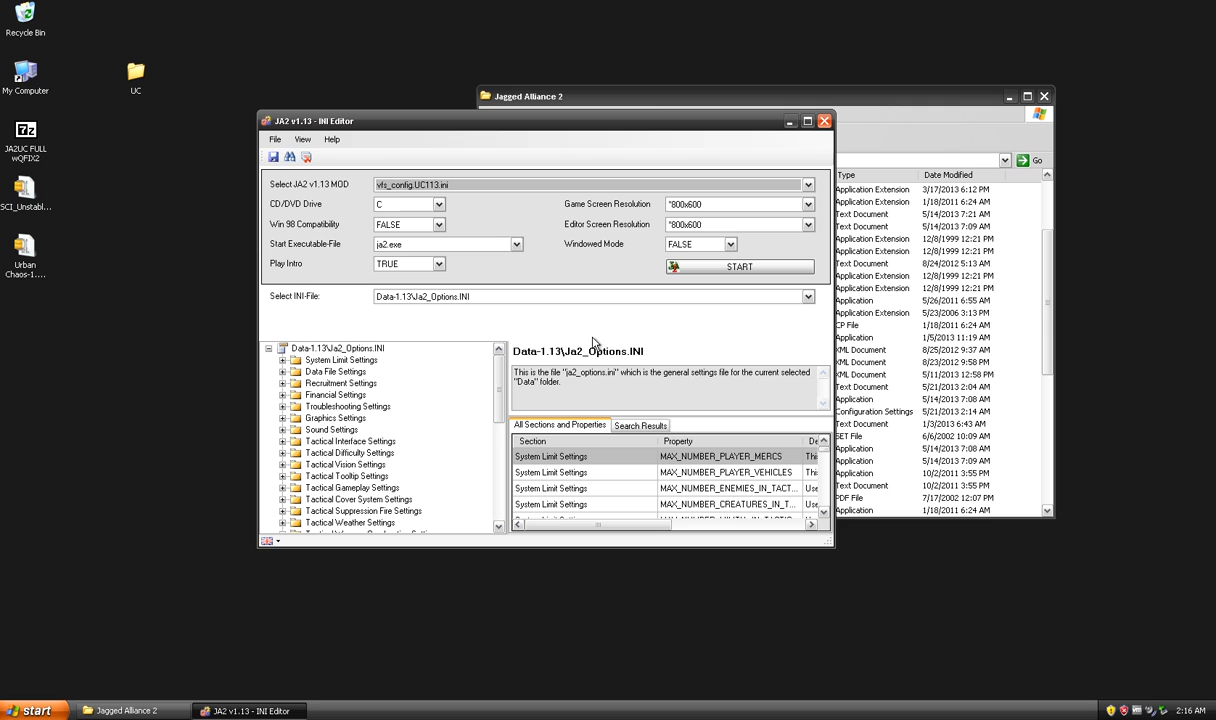 Recycle Bin
My Computer
UC
JA2UC FULL
wQFIX2
SCI_Unstabl...
Urban
Chaos-1....
Jagged Alliance 2
JA2 v1.13 - INI Editor
File View Help
Go
Select JA2 v1.13 MOD vfs_config.UC113.ini
CD/DVD Drive C Game Screen Resolution *800x600
Win 98 Compatibility FALSE Editor Screen Resolution *800x600
Start Executable-File ja2.exe Windowed Mode FALSE
Play Intro TRUE START
Select INI-File: Data-1.13\Ja2_Options.INI
Data-1.13\Ja2_Options.INI
System Limit Settings
Data File Settings
Recruitment Settings
Financial Settings
Troubleshooting Settings
Graphics Settings
Sound Settings
Tactical Interface Settings
Tactical Difficulty Settings
Tactical Vision Settings
Tactical Tooltip Settings
Tactical Gameplay Settings
Tactical Cover System Settings
Tactical Suppression Fire Settings
Tactical Weather Settings
Data-1.13\Ja2_Options.INI
This is the file "ja2_options.ini" which is the general settings file for the current selected
"Data" folder.
All Sections and Properties Search Results
Section Property De
System Limit Settings MAX_NUMBER_PLAYER_MERCS This
System Limit Settings MAX_NUMBER_PLAYER_VEHICLES This
System Limit Settings MAX_NUMBER_ENEMIES_IN_TACT... Use
System Limit Settings MAX_NUMBER_CREATURES_IN_T... Use
Type Date Modified
Application Extension 3/17/2013 6:12 PM
Application Extension 1/18/2011 6:24 AM
Text Document 5/14/2013 7:21 AM
Text Document 5/14/2013 7:08 AM
Application Extension 12/8/1999 12:21 PM
Application Extension 12/8/1999 12:21 PM
Text Document 8/24/2012 5:13 AM
Application Extension 12/8/1999 12:21 PM
Application Extension 12/8/1999 12:21 PM
Application 5/26/2011 6:55 AM
Application Extension 5/23/2006 3:13 PM
CP File 1/18/2011 6:24 AM
Application 1/5/2013 11:19 AM
XML Document 8/25/2012 9:37 AM
XML Document 8/23/2012 9:58 PM
XML Document 5/11/2013 12:58 PM
Text Document 5/21/2013 2:04 AM
Application 5/14/2013 7:08 AM
Configuration Settings 5/21/2013 2:14 AM
Text Document 1/3/2013 6:43 AM
SET File 6/6/2002 10:09 AM
Application 5/14/2013 7:09 AM
Application 10/2/2011 3:55 PM
Text Document 10/2/2011 3:55 PM
PDF File 7/17/2002 12:07 PM
Application 1/18/2011 6:24 AM
start Jagged Alliance 2 JA2 v1.13 - INI Editor 2:16 AM